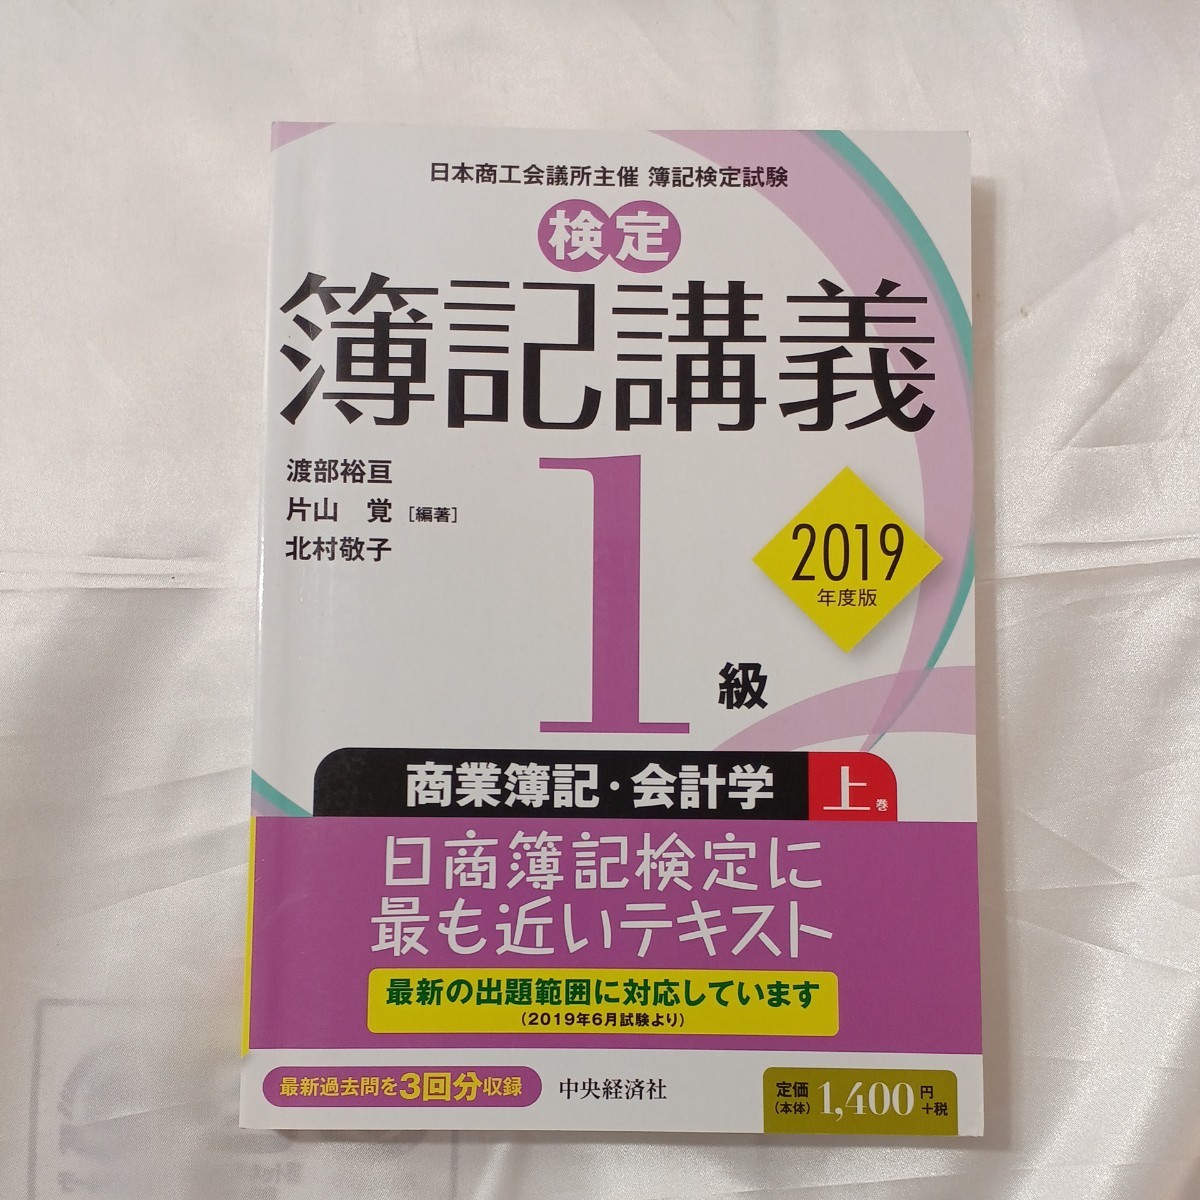 日本商工会議所主催 簿記検定試験
検定
簿記講義
渡部裕亘
片山 覚 [編著]
北村敬子
1級
2019
年度版
商業簿記・会計学 上巻
日商簿記検定に
最も近いテキスト
最新の出題範囲に対応しています
(2019年6月試験より)
最新過去問を3回分収録
中央経済社
定価(本体) 1,400円+税